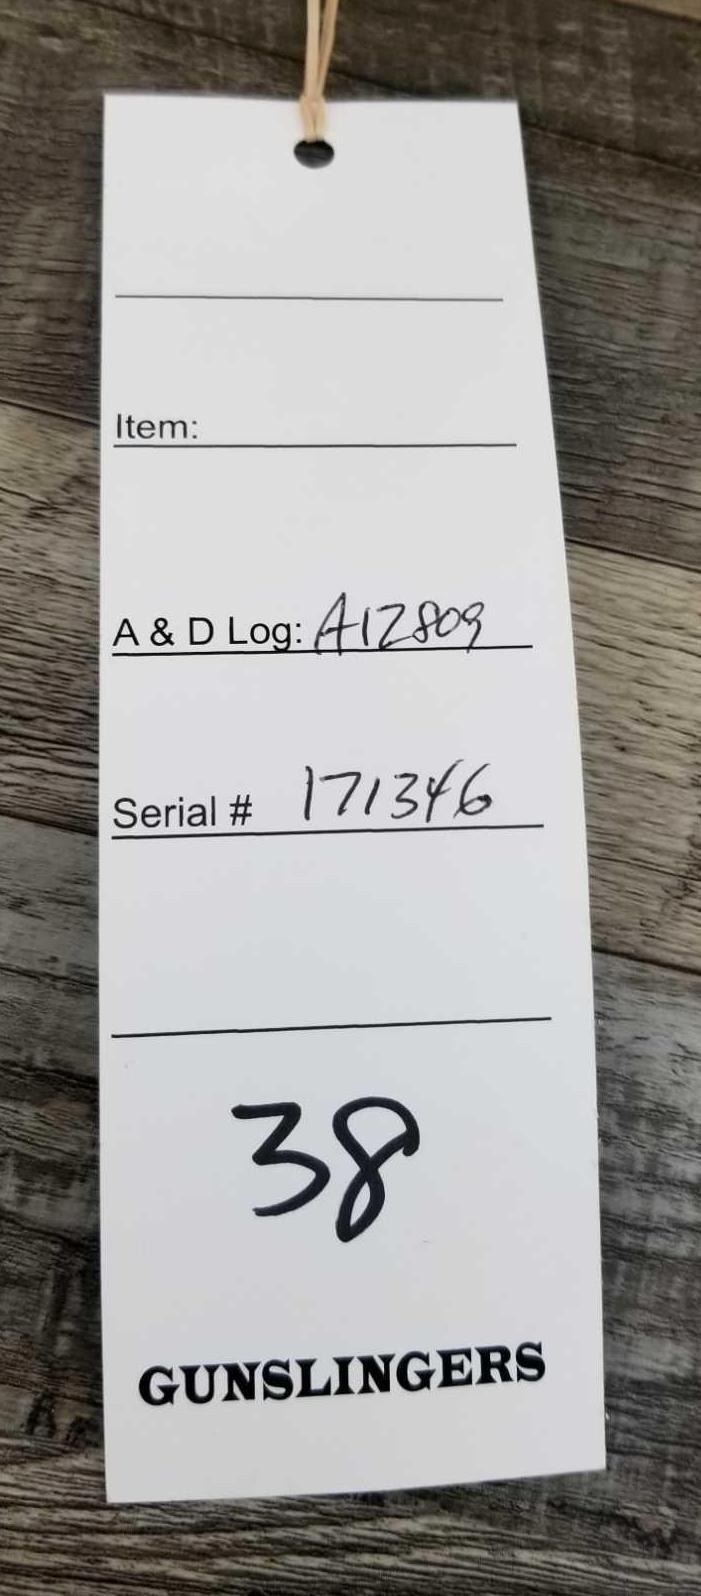 Item:
A & D Log: A12809
Serial # 171346
38
GUNSLINGERS